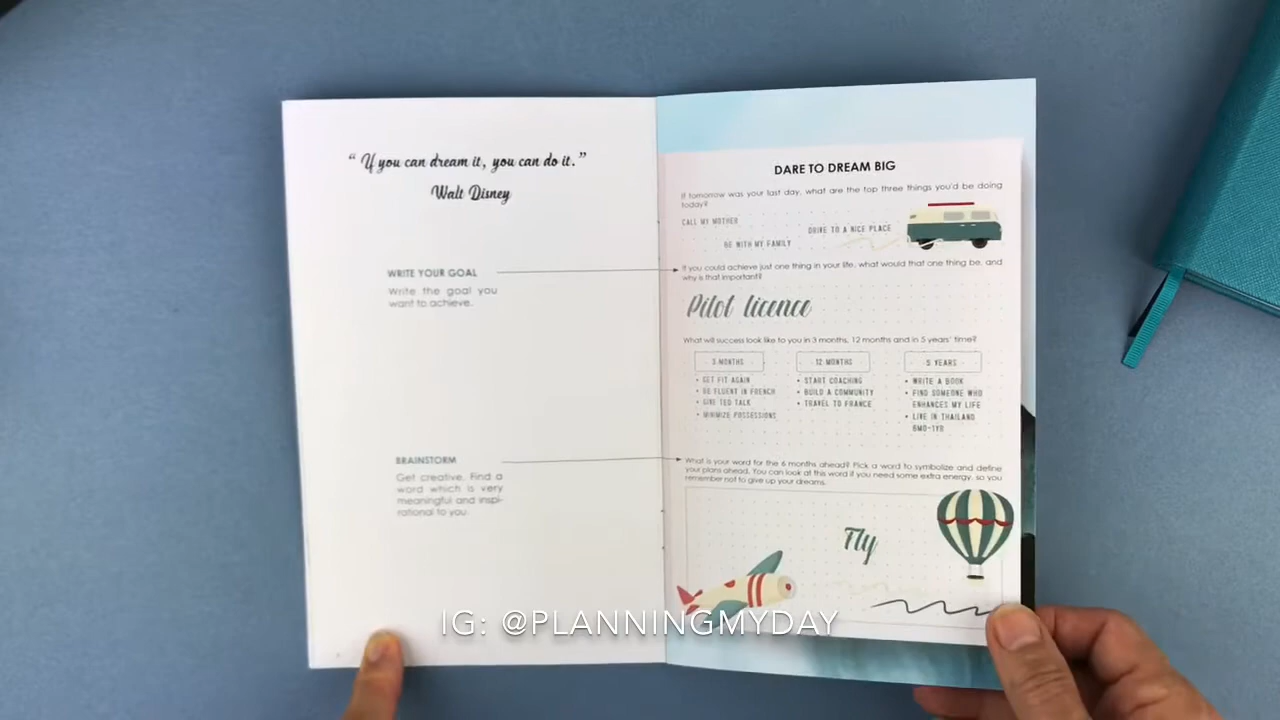 “ If you can dream it, you can do it.”
Walt Disney
WRITE YOUR GOAL
Write the goal you
want to achieve.
BRAINSTORM
Get creative. Find a
word which is very
meaningful and inspi-
rational to you.
DARE TO DREAM BIG
If tomorrow was your last day, what are the top three things you'd be doing
today?
CALL MY MOTHER
DRIVE TO A NICE PLACE
BE WITH MY FAMILY
If you could achieve just one thing in your life, what would that one thing be, and
why is that important?
Pilot licence
What will success look like to you in 3 months, 12 months and in 5 years' time?
3 MONTHS
• GET FIT AGAIN
• BE FLUENT IN FRENCH
• GIVE TED TALK
• MINIMIZE POSSESSIONS
12 MONTHS
• START COACHING
• BUILD A COMMUNITY
• TRAVEL TO FRANCE
5 YEARS
• WRITE A BOOK
• FIND SOMEONE WHO
ENHANCES MY LIFE
• LIVE IN THAILAND
6MO-1YR
What is your word for the 6 months ahead? Pick a word to symbolize and define
your plans ahead. You can look at this word if you need some extra energy, so you
remember not to give up your dreams.
Fly
IG: @PLANNINGMYDAY